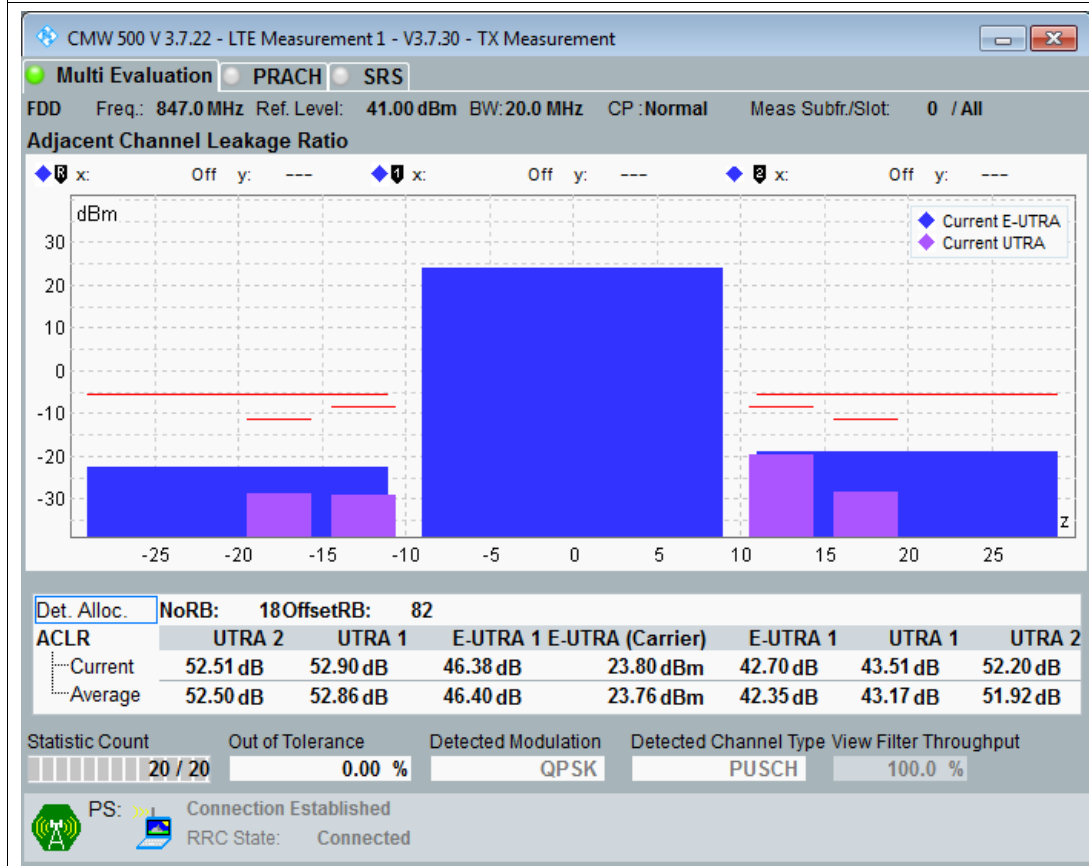 CMW 500 V 3.7.22 - LTE Measurement 1 - V3.7.30 - TX Measurement
Multi Evaluation PRACH SRS
FDD Freq.: 847.0 MHz Ref. Level: 41.00 dBm BW: 20.0 MHz CP : Normal Meas Subfr./Slot: 0 / All
Adjacent Channel Leakage Ratio
R x: Off y: --- 1 x: Off y: --- 2 x: Off y: ---
dBm
Current E-UTRA
Current UTRA
30
20
10
0
-10
-20
-30
z
-25 -20 -15 -10 -5 0 5 10 15 20 25
Det. Alloc. NoRB: 18 OffsetRB: 82
ACLR UTRA 2 UTRA 1 E-UTRA 1 E-UTRA (Carrier) E-UTRA 1 UTRA 1 UTRA 2
Current 52.51 dB 52.90 dB 46.38 dB 23.80 dBm 42.70 dB 43.51 dB 52.20 dB
Average 52.50 dB 52.86 dB 46.40 dB 23.76 dBm 42.35 dB 43.17 dB 51.92 dB
Statistic Count Out of Tolerance Detected Modulation Detected Channel Type View Filter Throughput
20 / 20 0.00 % QPSK PUSCH 100.0 %
PS: Connection Established
RRC State: Connected